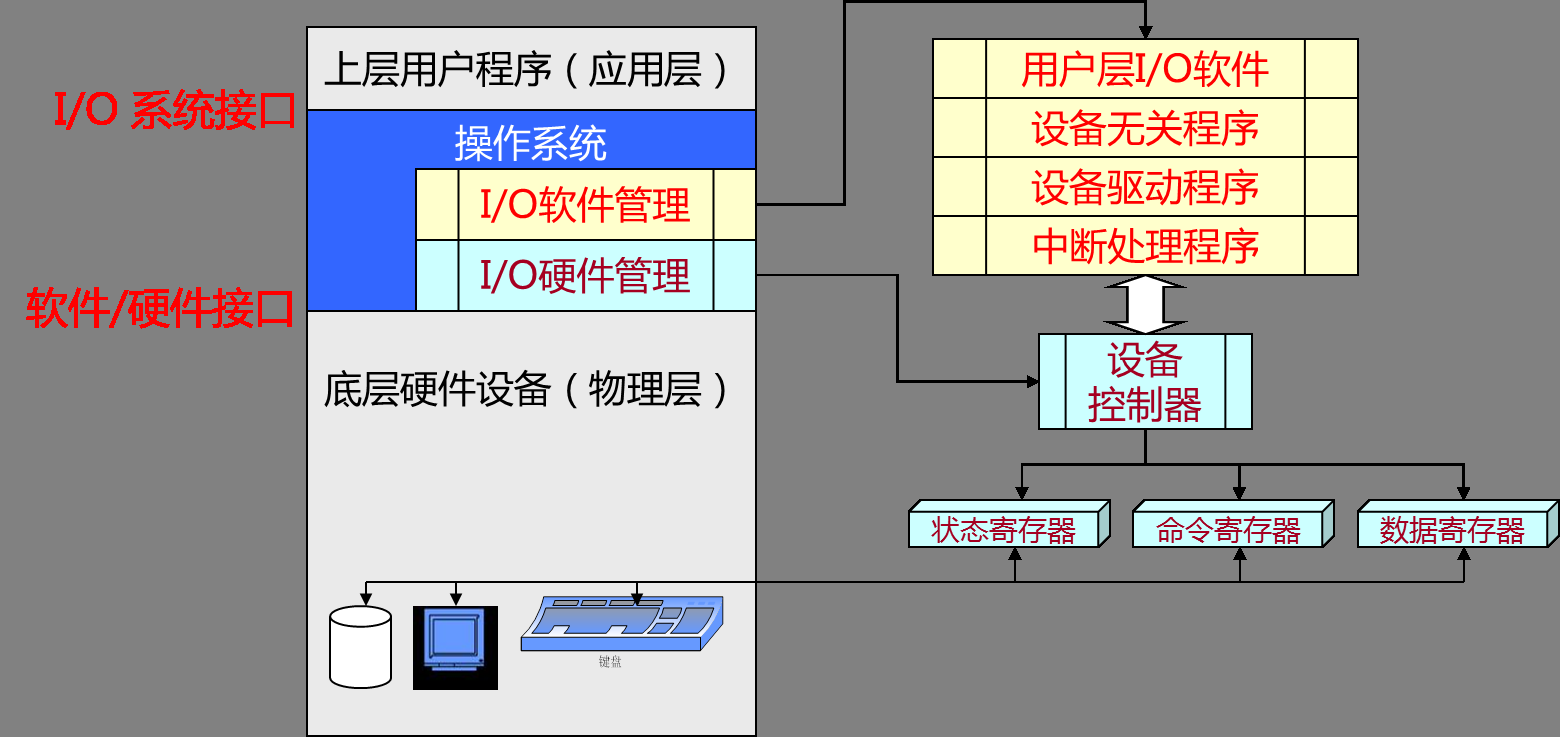 上层用户程序（应用层）
I/O 系统接口
操作系统
I/O软件管理
I/O硬件管理
软件/硬件接口
底层硬件设备（物理层）
键盘
用户层I/O软件
设备无关程序
设备驱动程序
中断处理程序
设备
控制器
状态寄存器
命令寄存器
数据寄存器